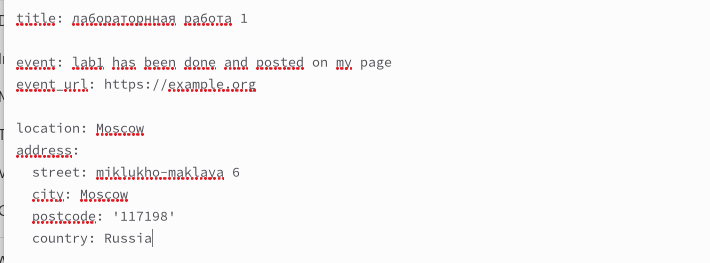 title: лабораторнная работа 1
event: lab1 has been done and posted on my page
event_url: https://example.org
location: Moscow
address:
street: miklukho-maklaya 6
city: Moscow
postcode: '117198'
country: Russia